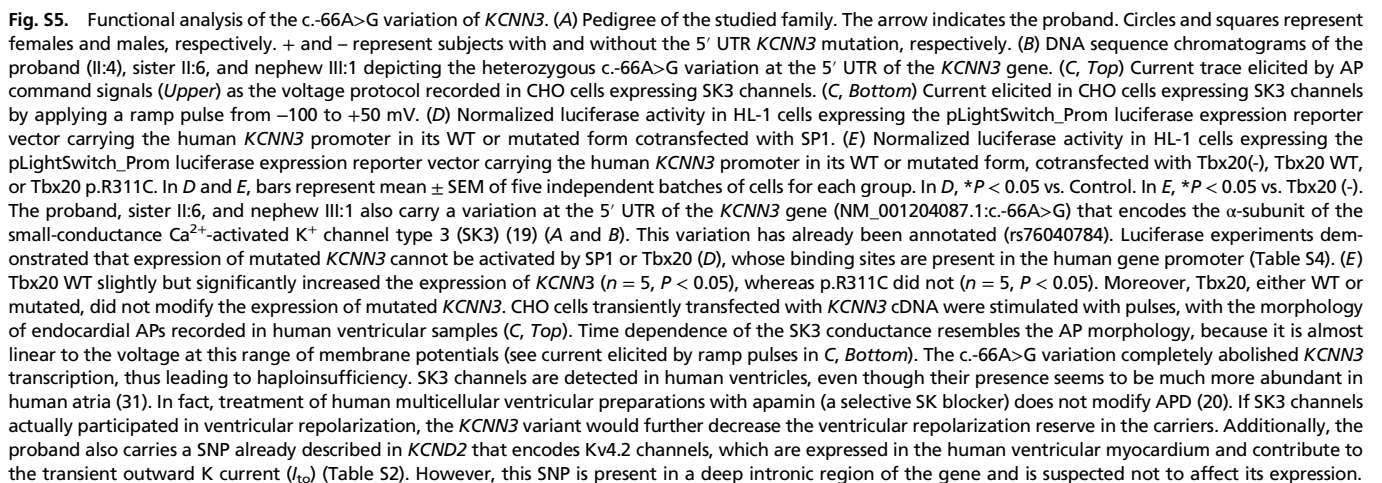 Fig. S5. Functional analysis of the c.-66A>G variation of KCNN3. (A) Pedigree of the studied family. The arrow indicates the proband. Circles and squares represent
females and males, respectively. + and – represent subjects with and without the 5′ UTR KCNN3 mutation, respectively. (B) DNA sequence chromatograms of the
proband (II:4), sister II:6, and nephew III:1 depicting the heterozygous c.-66A>G variation at the 5′ UTR of the KCNN3 gene. (C, Top) Current trace elicited by AP
command signals (Upper) as the voltage protocol recorded in CHO cells expressing SK3 channels. (C, Bottom) Current elicited in CHO cells expressing SK3 channels
by applying a ramp pulse from −100 to +50 mV. (D) Normalized luciferase activity in HL-1 cells expressing the pLightSwitch_Prom luciferase expression reporter
vector carrying the human KCNN3 promoter in its WT or mutated form cotransfected with SP1. (E) Normalized luciferase activity in HL-1 cells expressing the
pLightSwitch_Prom luciferase expression reporter vector carrying the human KCNN3 promoter in its WT or mutated form, cotransfected with Tbx20(-), Tbx20 WT,
or Tbx20 p.R311C. In D and E, bars represent mean ± SEM of five independent batches of cells for each group. In D, *P < 0.05 vs. Control. In E, *P < 0.05 vs. Tbx20 (-).
The proband, sister II:6, and nephew III:1 also carry a variation at the 5′ UTR of the KCNN3 gene (NM_001204087.1:c.-66A>G) that encodes the α-subunit of the
small-conductance Ca2+-activated K+ channel type 3 (SK3) (19) (A and B). This variation has already been annotated (rs76040784). Luciferase experiments dem-
onstrated that expression of mutated KCNN3 cannot be activated by SP1 or Tbx20 (D), whose binding sites are present in the human gene promoter (Table S4). (E)
Tbx20 WT slightly but significantly increased the expression of KCNN3 (n = 5, P < 0.05), whereas p.R311C did not (n = 5, P < 0.05). Moreover, Tbx20, either WT or
mutated, did not modify the expression of mutated KCNN3. CHO cells transiently transfected with KCNN3 cDNA were stimulated with pulses, with the morphology
of endocardial APs recorded in human ventricular samples (C, Top). Time dependence of the SK3 conductance resembles the AP morphology, because it is almost
linear to the voltage at this range of membrane potentials (see current elicited by ramp pulses in C, Bottom). The c.-66A>G variation completely abolished KCNN3
transcription, thus leading to haploinsufficiency. SK3 channels are detected in human ventricles, even though their presence seems to be much more abundant in
human atria (31). In fact, treatment of human multicellular ventricular preparations with apamin (a selective SK blocker) does not modify APD (20). If SK3 channels
actually participated in ventricular repolarization, the KCNN3 variant would further decrease the ventricular repolarization reserve in the carriers. Additionally, the
proband also carries a SNP already described in KCND2 that encodes Kv4.2 channels, which are expressed in the human ventricular myocardium and contribute to
the transient outward K current (Ito) (Table S2). However, this SNP is present in a deep intronic region of the gene and is suspected not to affect its expression.